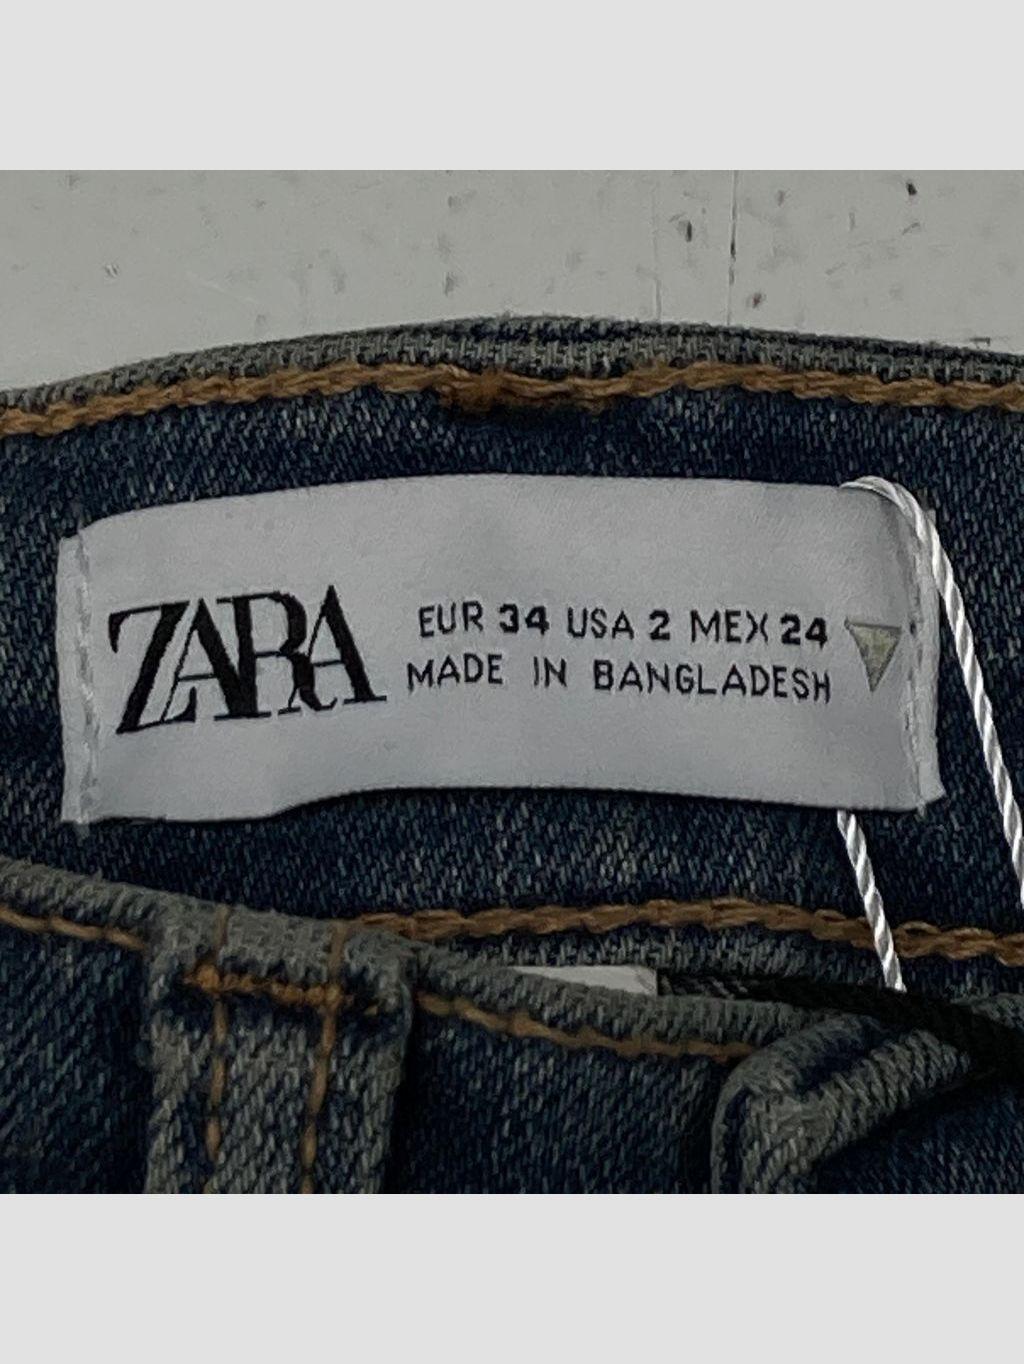 ZARA
EUR 34 USA 2 MEX 24
MADE IN BANGLADESH